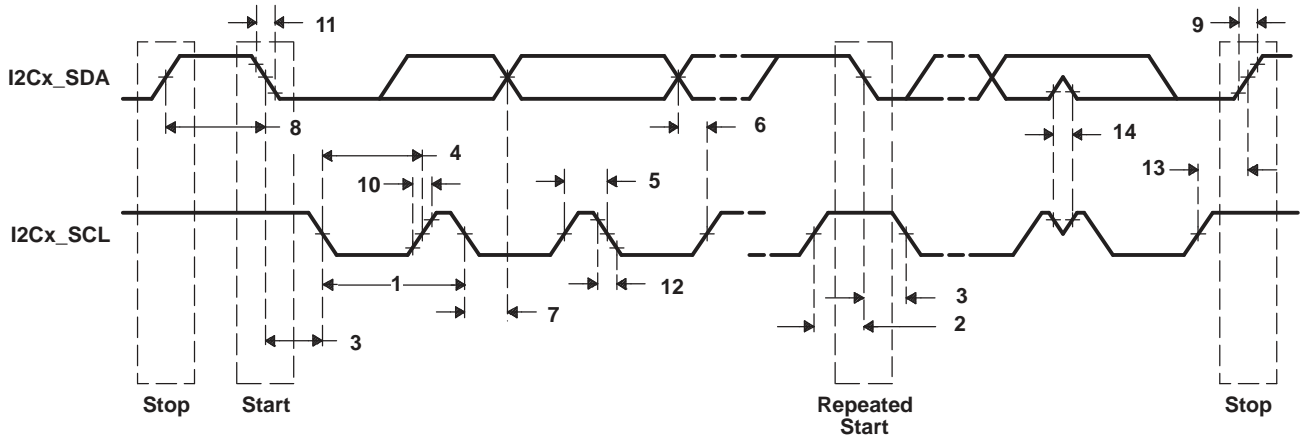 11
9
I2Cx_SDA
8
6
14
4
10
5
13
I2Cx_SCL
1
12
7
3
2
3
Stop
Start
Repeated
Start
Stop